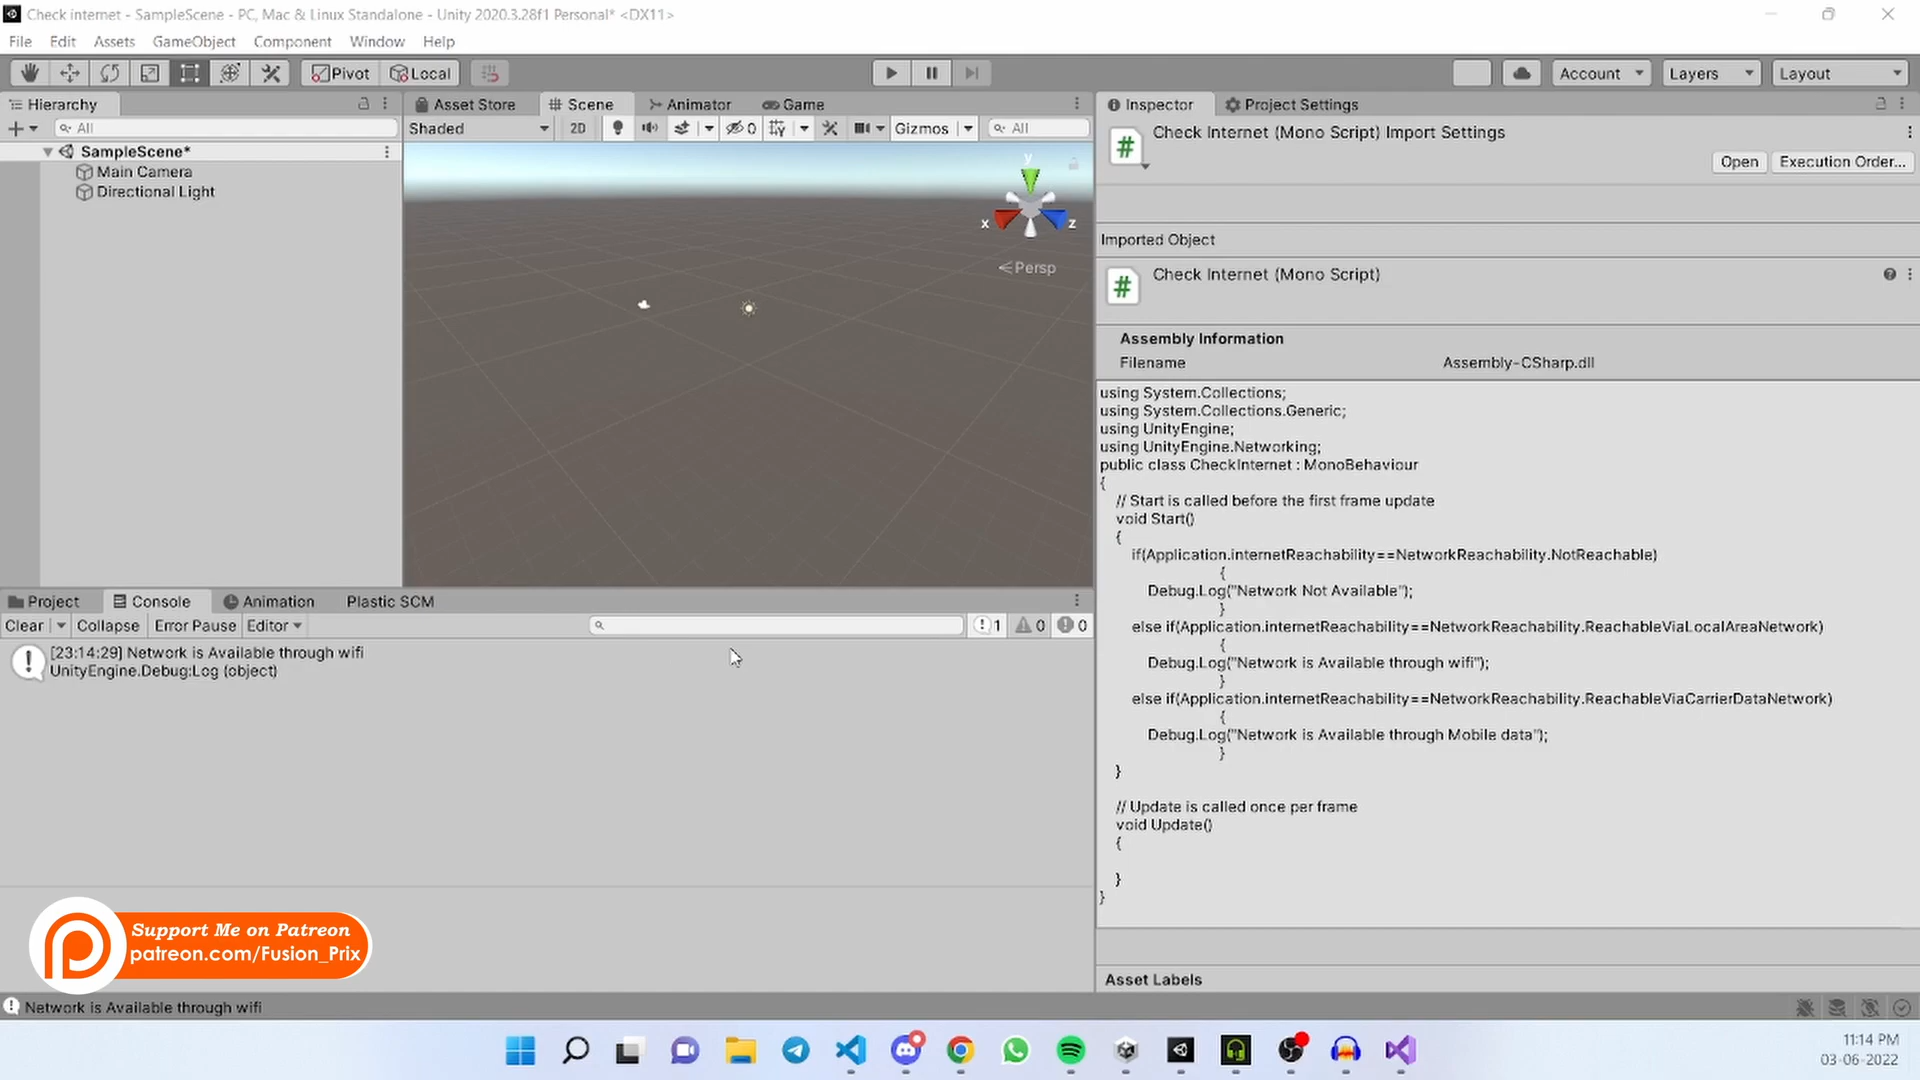 Check internet - SampleScene - PC, Mac & Linux Standalone - Unity 2020.3.28f1 Personal* <DX11>
File Edit Assets GameObject Component Window Help
Pivot Local Account Layers Layout
Hierarchy
All
SampleScene*
Main Camera
Directional Light
Asset Store Scene Animator Game
Shaded 2D 0 Gizmos All
y
x z
Persp
Inspector Project Settings
Check Internet (Mono Script) Import Settings
Open Execution Order...
Imported Object
Check Internet (Mono Script)
Assembly Information
Filename Assembly-CSharp.dll
using System.Collections;
using System.Collections.Generic;
using UnityEngine;
using UnityEngine.Networking;
public class CheckInternet : MonoBehaviour
{
// Start is called before the first frame update
void Start()
{
if(Application.internetReachability==NetworkReachability.NotReachable)
{
Debug.Log("Network Not Available");
}
else if(Application.internetReachability==NetworkReachability.ReachableViaLocalAreaNetwork)
{
Debug.Log("Network is Available through wifi");
}
else if(Application.internetReachability==NetworkReachability.ReachableViaCarrierDataNetwork)
{
Debug.Log("Network is Available through Mobile data");
}
}
// Update is called once per frame
void Update()
{
}
}
Asset Labels
Project Console Animation Plastic SCM
Clear Collapse Error Pause Editor 1 0 0
[23:14:29] Network is Available through wifi
UnityEngine.Debug:Log (object)
Support Me on Patreon
patreon.com/Fusion_Prix
Network is Available through wifi
11:14 PM
03-06-2022